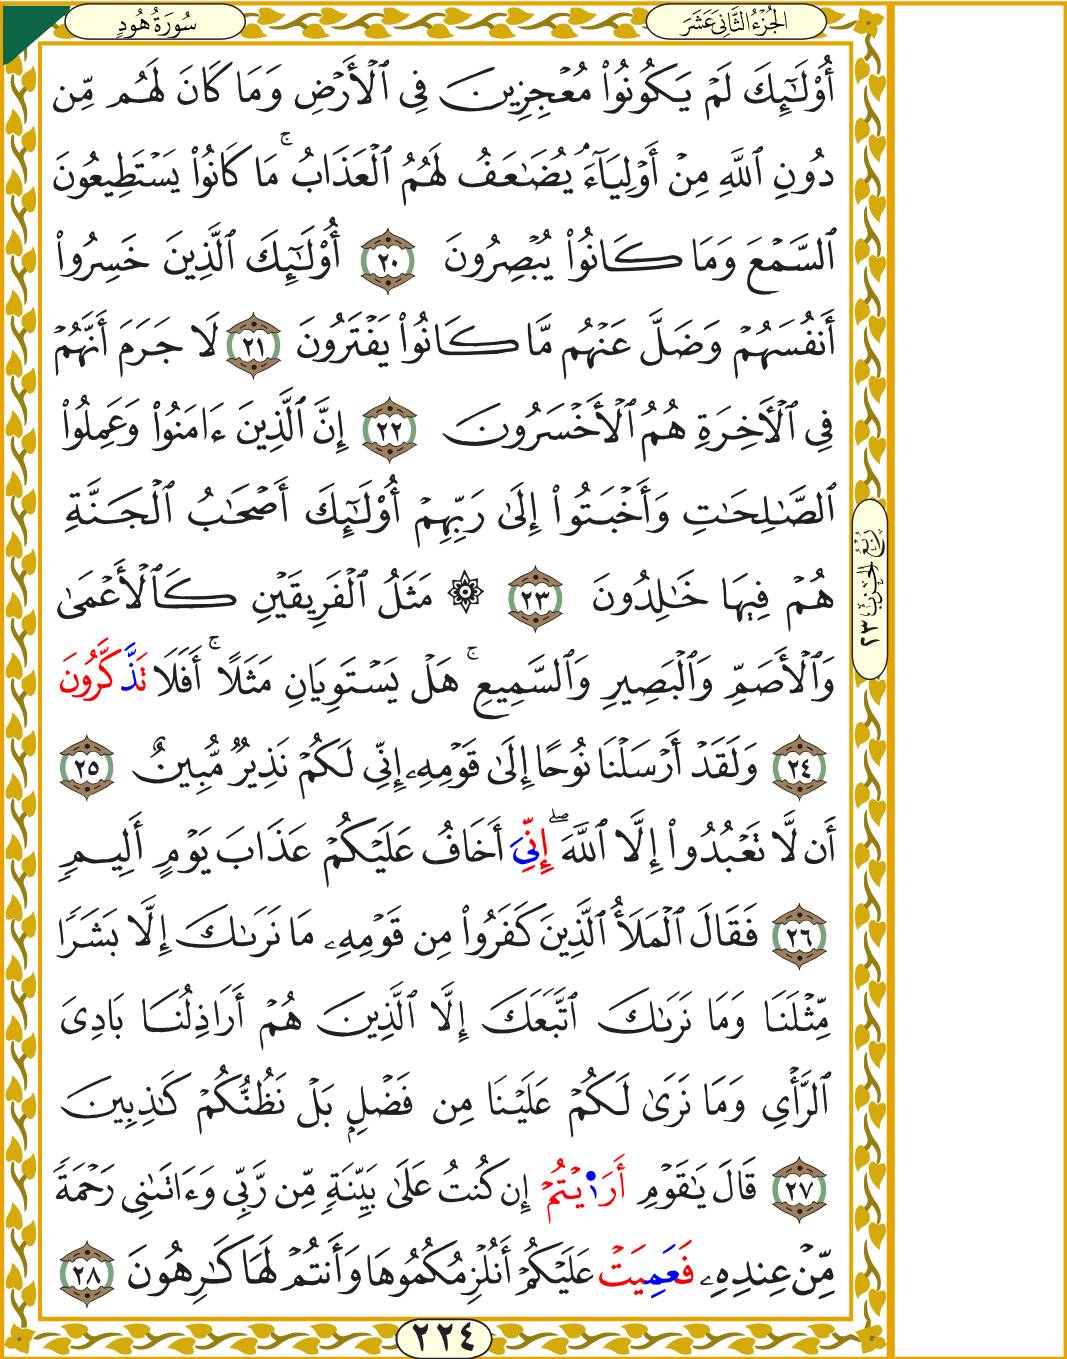 سُورَةُ هُودٍ
الجُزْءُ الثَّانِيَ عَشَرَ
أُوْلَٰٓئِكَ لَمۡ يَكُونُواْ مُعۡجِزِينَ فِي ٱلۡأَرۡضِ وَمَا كَانَ لَهُم مِّن
دُونِ ٱللَّهِ مِنۡ أَوۡلِيَآءَۘ يُضَٰعَفُ لَهُمُ ٱلۡعَذَابُۚ مَا كَانُواْ يَسۡتَطِيعُونَ
ٱلسَّمۡعَ وَمَا كَانُواْ يُبۡصِرُونَ ٢٠ أُوْلَٰٓئِكَ ٱلَّذِينَ خَسِرُوٓاْ
أَنفُسَهُمۡ وَضَلَّ عَنۡهُم مَّا كَانُواْ يَفۡتَرُونَ ٢١ لَا جَرَمَ أَنَّهُمۡ
فِي ٱلۡأٓخِرَةِ هُمُ ٱلۡأَخۡسَرُونَ ٢٢ إِنَّ ٱلَّذِينَ ءَامَنُواْ وَعَمِلُواْ
ٱلصَّٰلِحَٰتِ وَأَخۡبَتُوٓاْ إِلَىٰ رَبِّهِمۡ أُوْلَٰٓئِكَ أَصۡحَٰبُ ٱلۡجَنَّةِ
هُمۡ فِيهَا خَٰلِدُونَ ٢٣ ۞ مَثَلُ ٱلۡفَرِيقَيۡنِ كَٱلۡأَعۡمَىٰ
وَٱلۡأَصَمِّ وَٱلۡبَصِيرِ وَٱلسَّمِيعِۚ هَلۡ يَسۡتَوِيَانِ مَثَلًاۚ أَفَلَا تَذَّكَّرُونَ
٢٤ وَلَقَدۡ أَرۡسَلۡنَا نُوحًا إِلَىٰ قَوۡمِهِۦٓ إِنِّي لَكُمۡ نَذِيرٞ مُّبِينٌ ٢٥
أَن لَّا تَعۡبُدُوٓاْ إِلَّا ٱللَّهَۖ إِنِّيَ أَخَافُ عَلَيۡكُمۡ عَذَابَ يَوۡمٍ أَلِيمٖ
٢٦ فَقَالَ ٱلۡمَلَأُ ٱلَّذِينَ كَفَرُواْ مِن قَوۡمِهِۦ مَا نَرَىٰكَ إِلَّا بَشَرٗا
مِّثۡلَنَا وَمَا نَرَىٰكَ ٱتَّبَعَكَ إِلَّا ٱلَّذِينَ هُمۡ أَرَاذِلُنَا بَادِيَ
ٱلرَّأۡيِ وَمَا نَرَىٰ لَكُمۡ عَلَيۡنَا مِن فَضۡلِۭ بَلۡ نَظُنُّكُمۡ كَٰذِبِينَ
٢٧ قَالَ يَٰقَوۡمِ أَرَٰيۡتُمۡ إِن كُنتُ عَلَىٰ بَيِّنَةٖ مِّن رَّبِّي وَءَاتَىٰنِي رَحۡمَةٗ
مِّنۡ عِندِهِۦ فَعَمِيَتۡ عَلَيۡكُمۡ أَنُلۡزِمُكُمُوهَا وَأَنتُمۡ لَهَا كَٰرِهُونَ ٢٨
رُبْعُ الحِزْبِ ٢٣
٢٢٤